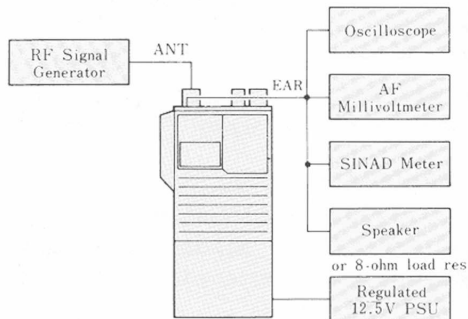 Oscilloscope
RF Signal
Generator
ANT
EAR
AF
Millivoltmeter
SINAD Meter
Speaker
or 8-ohm load res
Regulated
12.5V PSU